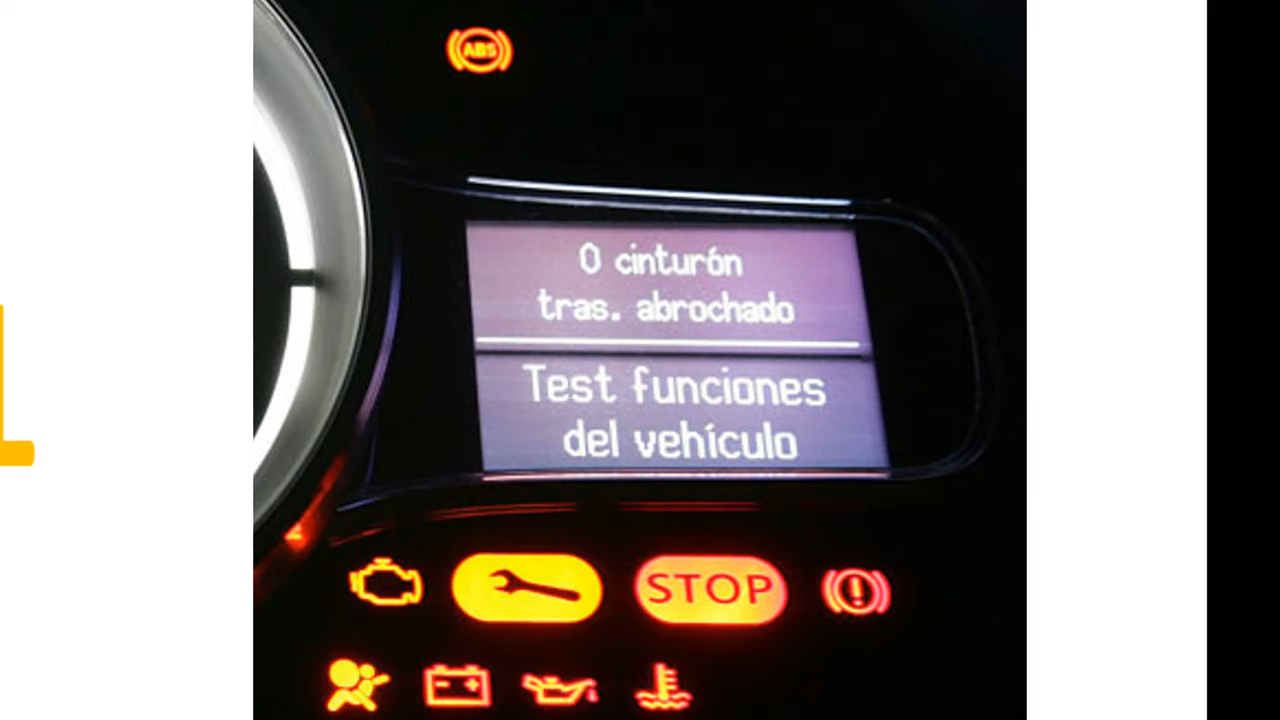 ABS
0 cinturón
tras. abrochado
Test funciones
del vehículo
STOP